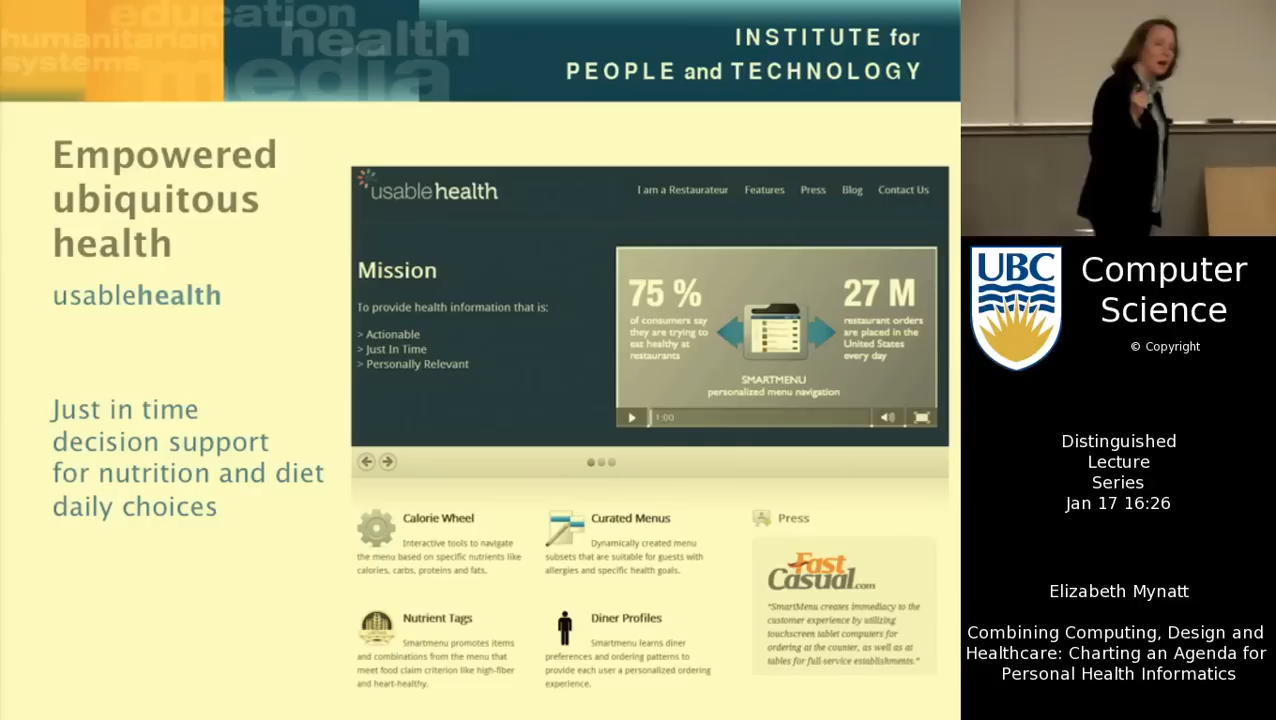 education
humanitarian
health
systems
media
INSTITUTE for
PEOPLE and TECHNOLOGY
Empowered
ubiquitous
health
usablehealth
Just in time
decision support
for nutrition and diet
daily choices
usablehealth
I am a Restaurateur Features Press Blog Contact Us
Mission
To provide health information that is:
> Actionable
> Just In Time
> Personally Relevant
75 %
of consumers say
they are trying to
eat healthy at
restaurants
27 M
restaurant orders
are placed in the
United States
every day
SMARTMENU
personalized menu navigation
1:00
Calorie Wheel
Interactive tools to navigate
the menu based on specific nutrients like
calories, carbs, proteins and fats.
Curated Menus
Dynamically created menu
subsets that are suitable for guests with
allergies and specific health goals.
Press
Fast
Casual.com
"SmartMenu creates immediacy to the
customer experience by utilizing
touchscreen tablet computers for
ordering at the counter, as well as at
tables for full-service establishments."
Nutrient Tags
Smartmenu promotes items
and combinations from the menu that
meet food claim criterion like high-fiber
and heart-healthy.
Diner Profiles
Smartmenu learns diner
preferences and ordering patterns to
provide each user a personalized ordering
experience.
UBC
Computer
Science
© Copyright
Distinguished
Lecture
Series
Jan 17 16:26
Elizabeth Mynatt
Combining Computing, Design and
Healthcare: Charting an Agenda for
Personal Health Informatics